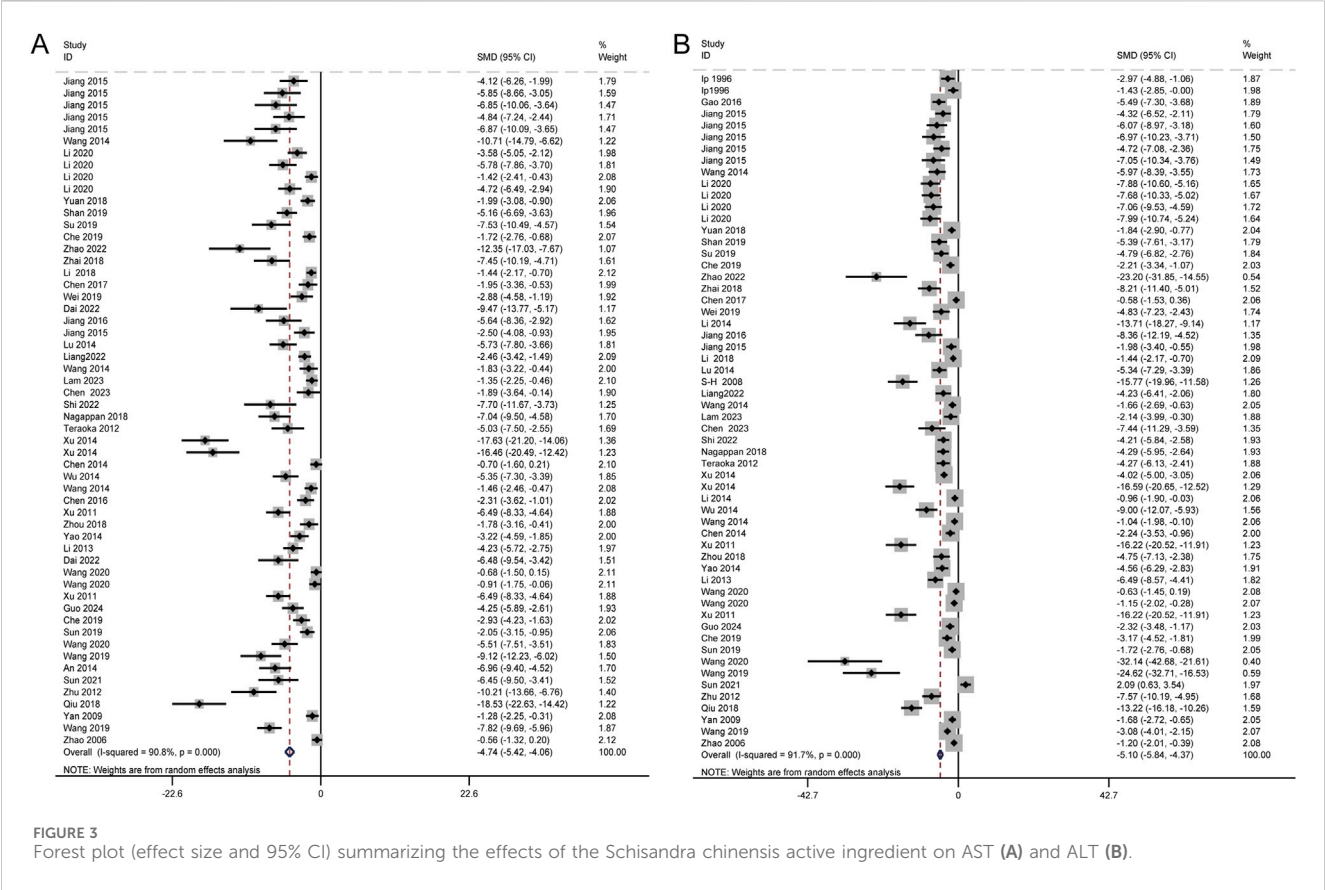 A
Study
%
ID
SMD (95% CI)
Weight
Jiang 2015 -4.12 (-6.26, -1.99) 1.79
Jiang 2015 -5.85 (-8.66, -3.05) 1.59
Jiang 2015 -6.85 (-10.06, -3.64) 1.47
Jiang 2015 -4.84 (-7.24, -2.44) 1.71
Jiang 2015 -6.87 (-10.09, -3.65) 1.47
Wang 2014 -10.71 (-14.79, -6.62) 1.22
Li 2020 -3.58 (-5.05, -2.12) 1.98
Li 2020 -5.78 (-7.86, -3.70) 1.81
Li 2020 -1.42 (-2.41, -0.43) 2.08
Li 2020 -4.72 (-6.49, -2.94) 1.90
Yuan 2018 -1.99 (-3.08, -0.90) 2.06
Shan 2019 -5.16 (-6.69, -3.63) 1.96
Su 2019 -7.53 (-10.49, -4.57) 1.54
Che 2019 -1.72 (-2.76, -0.68) 2.07
Zhao 2022 -12.35 (-17.03, -7.67) 1.07
Zhai 2018 -7.45 (-10.19, -4.71) 1.61
Li 2018 -1.44 (-2.17, -0.70) 2.12
Chen 2017 -1.95 (-3.36, -0.53) 1.99
Wei 2019 -2.88 (-4.58, -1.19) 1.92
Dai 2022 -9.47 (-13.77, -5.17) 1.17
Jiang 2016 -5.64 (-8.36, -2.92) 1.62
Jiang 2015 -2.50 (-4.08, -0.93) 1.95
Lu 2014 -5.73 (-7.80, -3.66) 1.81
Liang2022 -2.46 (-3.42, -1.49) 2.09
Wang 2014 -1.83 (-3.22, -0.44) 2.00
Lam 2023 -1.35 (-2.25, -0.46) 2.10
Chen 2023 -1.89 (-3.64, -0.14) 1.90
Shi 2022 -7.70 (-11.67, -3.73) 1.25
Nagappan 2018 -7.04 (-9.50, -4.58) 1.70
Teraoka 2012 -5.03 (-7.50, -2.55) 1.69
Xu 2014 -17.63 (-21.20, -14.06) 1.36
Xu 2014 -16.46 (-20.49, -12.42) 1.23
Chen 2014 -0.70 (-1.60, 0.21) 2.10
Wu 2014 -5.35 (-7.30, -3.39) 1.85
Wang 2014 -1.46 (-2.46, -0.47) 2.08
Chen 2016 -2.31 (-3.62, -1.01) 2.02
Xu 2011 -6.49 (-8.33, -4.64) 1.88
Zhou 2018 -1.78 (-3.16, -0.41) 2.00
Yao 2014 -3.22 (-4.59, -1.85) 2.00
Li 2013 -4.23 (-5.72, -2.75) 1.97
Dai 2022 -6.48 (-9.54, -3.42) 1.51
Wang 2020 -0.68 (-1.50, 0.15) 2.11
Wang 2020 -0.91 (-1.75, -0.06) 2.11
Xu 2011 -6.49 (-8.33, -4.64) 1.88
Guo 2024 -4.25 (-5.89, -2.61) 1.93
Che 2019 -2.93 (-4.23, -1.63) 2.02
Sun 2019 -2.05 (-3.15, -0.95) 2.06
Wang 2020 -5.51 (-7.51, -3.51) 1.83
Wang 2019 -9.12 (-12.23, -6.02) 1.50
An 2014 -6.96 (-9.40, -4.52) 1.70
Sun 2021 -6.45 (-9.50, -3.41) 1.52
Zhu 2012 -10.21 (-13.66, -6.76) 1.40
Qiu 2018 -18.53 (-22.63, -14.42) 1.22
Yan 2009 -1.28 (-2.25, -0.31) 2.08
Wang 2019 -7.82 (-9.69, -5.96) 1.87
Zhao 2006 -0.56 (-1.32, 0.20) 2.12
Overall (I-squared = 90.8%, p = 0.000) -4.74 (-5.42, -4.06) 100.00
NOTE: Weights are from random effects analysis
-22.6 0 22.6
B
Study
%
ID
SMD (95% CI)
Weight
Ip 1996 -2.97 (-4.88, -1.06) 1.87
Ip1996 -1.43 (-2.85, -0.00) 1.98
Gao 2016 -5.49 (-7.30, -3.68) 1.89
Jiang 2015 -4.32 (-6.52, -2.11) 1.79
Jiang 2015 -6.07 (-8.97, -3.18) 1.60
Jiang 2015 -6.97 (-10.23, -3.71) 1.50
Jiang 2015 -4.72 (-7.08, -2.36) 1.75
Jiang 2015 -7.05 (-10.34, -3.76) 1.49
Wang 2014 -5.97 (-8.39, -3.55) 1.73
Li 2020 -7.88 (-10.60, -5.16) 1.65
Li 2020 -7.68 (-10.33, -5.02) 1.67
Li 2020 -7.06 (-9.53, -4.59) 1.72
Li 2020 -7.99 (-10.74, -5.24) 1.64
Yuan 2018 -1.84 (-2.90, -0.77) 2.04
Shan 2019 -5.39 (-7.61, -3.17) 1.79
Su 2019 -4.79 (-6.82, -2.76) 1.84
Che 2019 -2.21 (-3.34, -1.07) 2.03
Zhao 2022 -23.20 (-31.85, -14.55) 0.54
Zhai 2018 -8.21 (-11.40, -5.01) 1.52
Chen 2017 -0.58 (-1.53, 0.36) 2.06
Wei 2019 -4.83 (-7.23, -2.43) 1.74
Li 2014 -13.71 (-18.27, -9.14) 1.17
Jiang 2016 -8.36 (-12.19, -4.52) 1.35
Jiang 2015 -1.98 (-3.40, -0.55) 1.98
Li 2018 -1.44 (-2.17, -0.70) 2.09
Lu 2014 -5.34 (-7.29, -3.39) 1.86
S-H 2008 -15.77 (-19.96, -11.58) 1.26
Liang2022 -4.23 (-6.41, -2.06) 1.80
Wang 2014 -1.66 (-2.69, -0.63) 2.05
Lam 2023 -2.14 (-3.99, -0.30) 1.88
Chen 2023 -7.44 (-11.29, -3.59) 1.35
Shi 2022 -4.21 (-5.84, -2.58) 1.93
Nagappan 2018 -4.29 (-5.95, -2.64) 1.93
Teraoka 2012 -4.27 (-6.13, -2.41) 1.88
Xu 2014 -4.02 (-5.00, -3.05) 2.06
Xu 2014 -16.59 (-20.65, -12.52) 1.29
Li 2014 -0.96 (-1.90, -0.03) 2.06
Wu 2014 -9.00 (-12.07, -5.93) 1.56
Wang 2014 -1.04 (-1.98, -0.10) 2.06
Chen 2014 -2.24 (-3.53, -0.96) 2.00
Xu 2011 -16.22 (-20.52, -11.91) 1.23
Zhou 2018 -4.75 (-7.13, -2.38) 1.75
Yao 2014 -4.56 (-6.29, -2.83) 1.91
Li 2013 -6.49 (-8.57, -4.41) 1.82
Wang 2020 -0.63 (-1.45, 0.19) 2.08
Wang 2020 -1.15 (-2.02, -0.28) 2.07
Xu 2011 -16.22 (-20.52, -11.91) 1.23
Guo 2024 -2.32 (-3.48, -1.17) 2.03
Che 2019 -3.17 (-4.52, -1.81) 1.99
Sun 2019 -1.72 (-2.76, -0.68) 2.05
Wang 2020 -32.14 (-42.68, -21.61) 0.40
Wang 2019 -24.62 (-32.71, -16.53) 0.59
Sun 2021 2.09 (0.63, 3.54) 1.97
Zhu 2012 -7.57 (-10.19, -4.95) 1.68
Qiu 2018 -13.22 (-16.18, -10.26) 1.59
Yan 2009 -1.68 (-2.72, -0.65) 2.05
Wang 2019 -3.08 (-4.01, -2.15) 2.07
Zhao 2006 -1.20 (-2.01, -0.39) 2.08
Overall (I-squared = 91.7%, p = 0.000) -5.10 (-5.84, -4.37) 100.00
NOTE: Weights are from random effects analysis
-42.7 0 42.7
FIGURE 3
Forest plot (effect size and 95% CI) summarizing the effects of the Schisandra chinensis active ingredient on AST (A) and ALT (B).